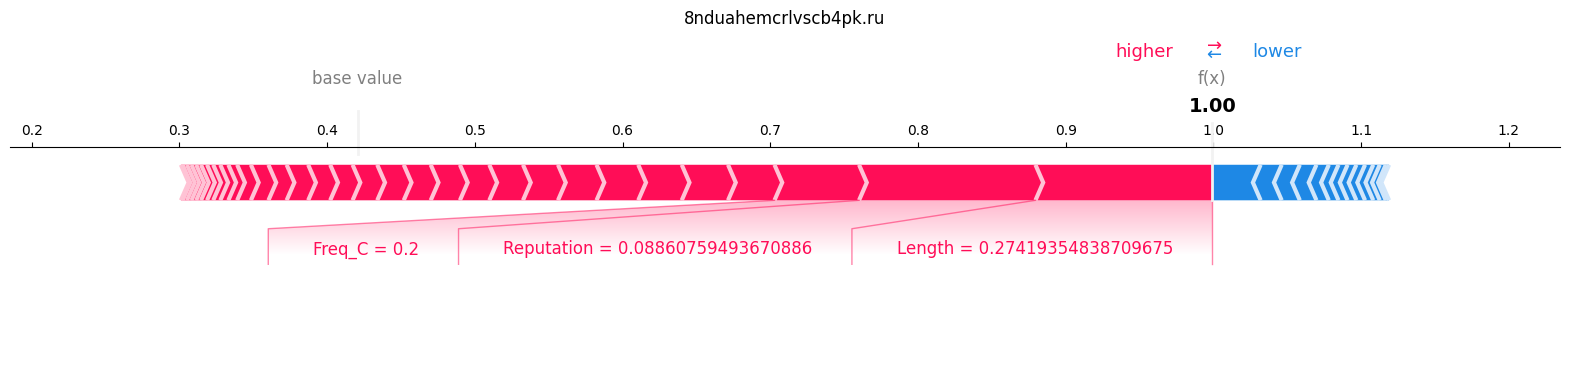 8nduahemcrlvscb4pk.ru
higher ⇄ lower
base value f(x)
1.00
0.2 0.3 0.4 0.5 0.6 0.7 0.8 0.9 1.0 1.1 1.2
Freq_C = 0.2 Reputation = 0.08860759493670886 Length = 0.27419354838709675